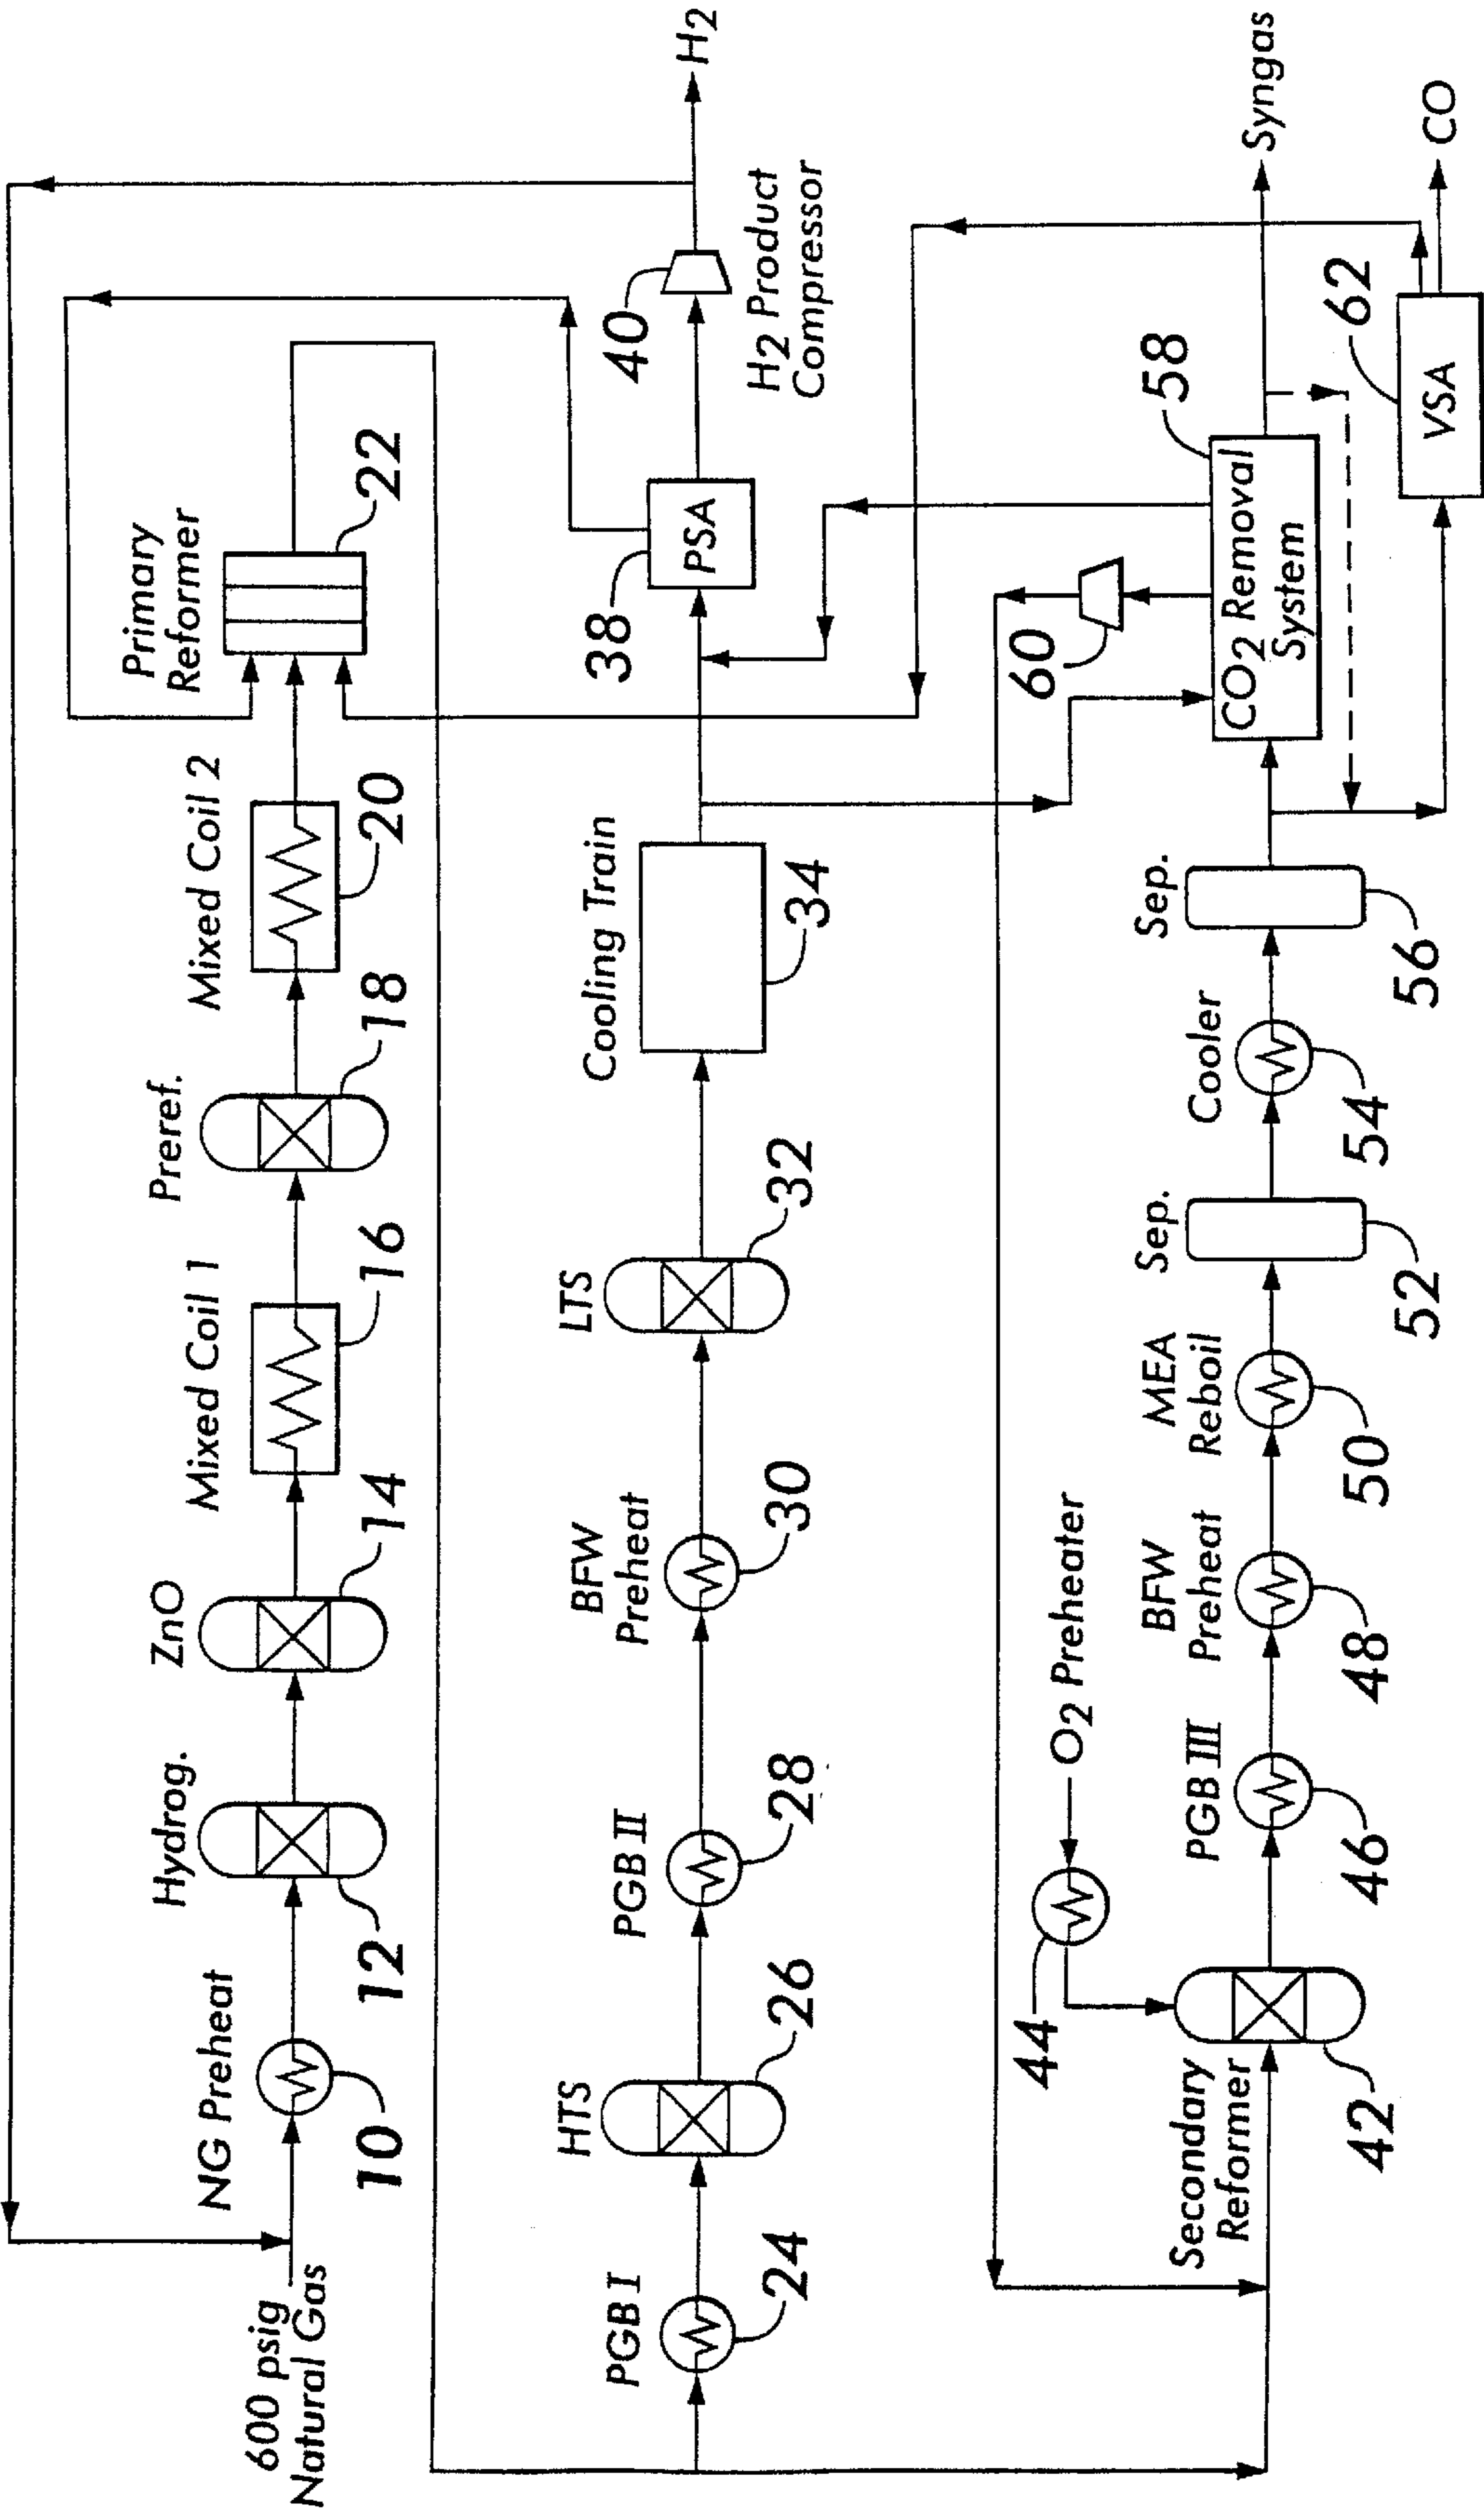 600 psig
Natural Gas
NG Preheat
10
Hydrog.
12
ZnO
14
Mixed Coil 1
16
Preref.
18
Mixed Coil 2
20
Primary
Reformer
22
PGB I
24
HTS
26
PGB II
28
BFW
Preheat
30
LTS
32
Cooling Train
34
38
PSA
40
H2 Product
Compressor
H2
Secondary
Reformer
42
44
O2 Preheater
PGB III
46
BFW
Preheat
48
MEA
Reboil
50
Sep.
52
Cooler
54
Sep.
56
CO2 Removal
System
58
60
Syngas
VSA
62
CO